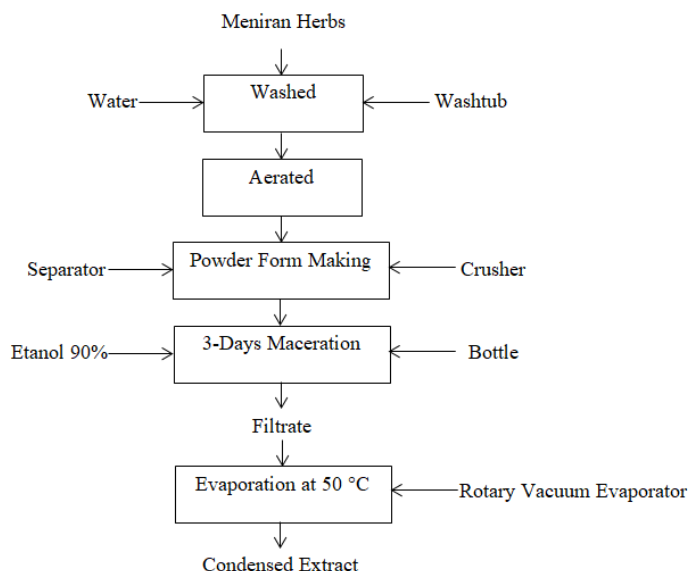 Meniran Herbs
Water
Washed
Washtub
Aerated
Separator
Powder Form Making
Crusher
Etanol 90%
3-Days Maceration
Bottle
Filtrate
Evaporation at 50 °C
Rotary Vacuum Evaporator
Condensed Extract